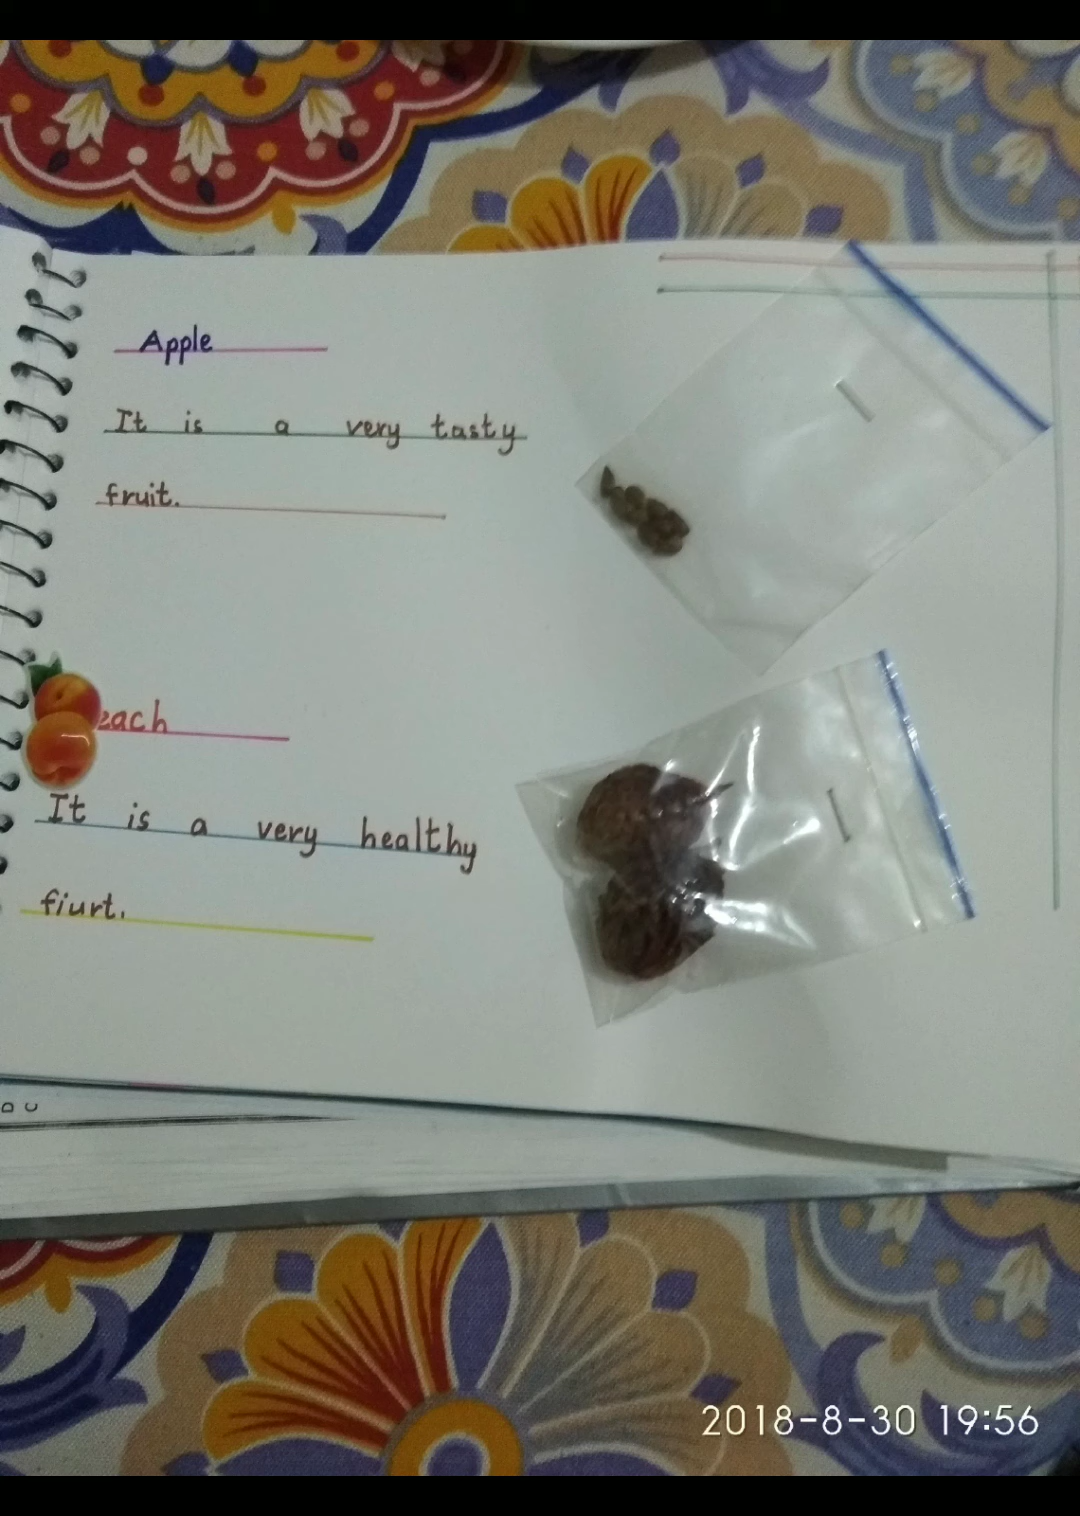 Apple
It is a very tasty
fruit.
each
It is a very healthy
fiurt.
2018-8-30 19:56